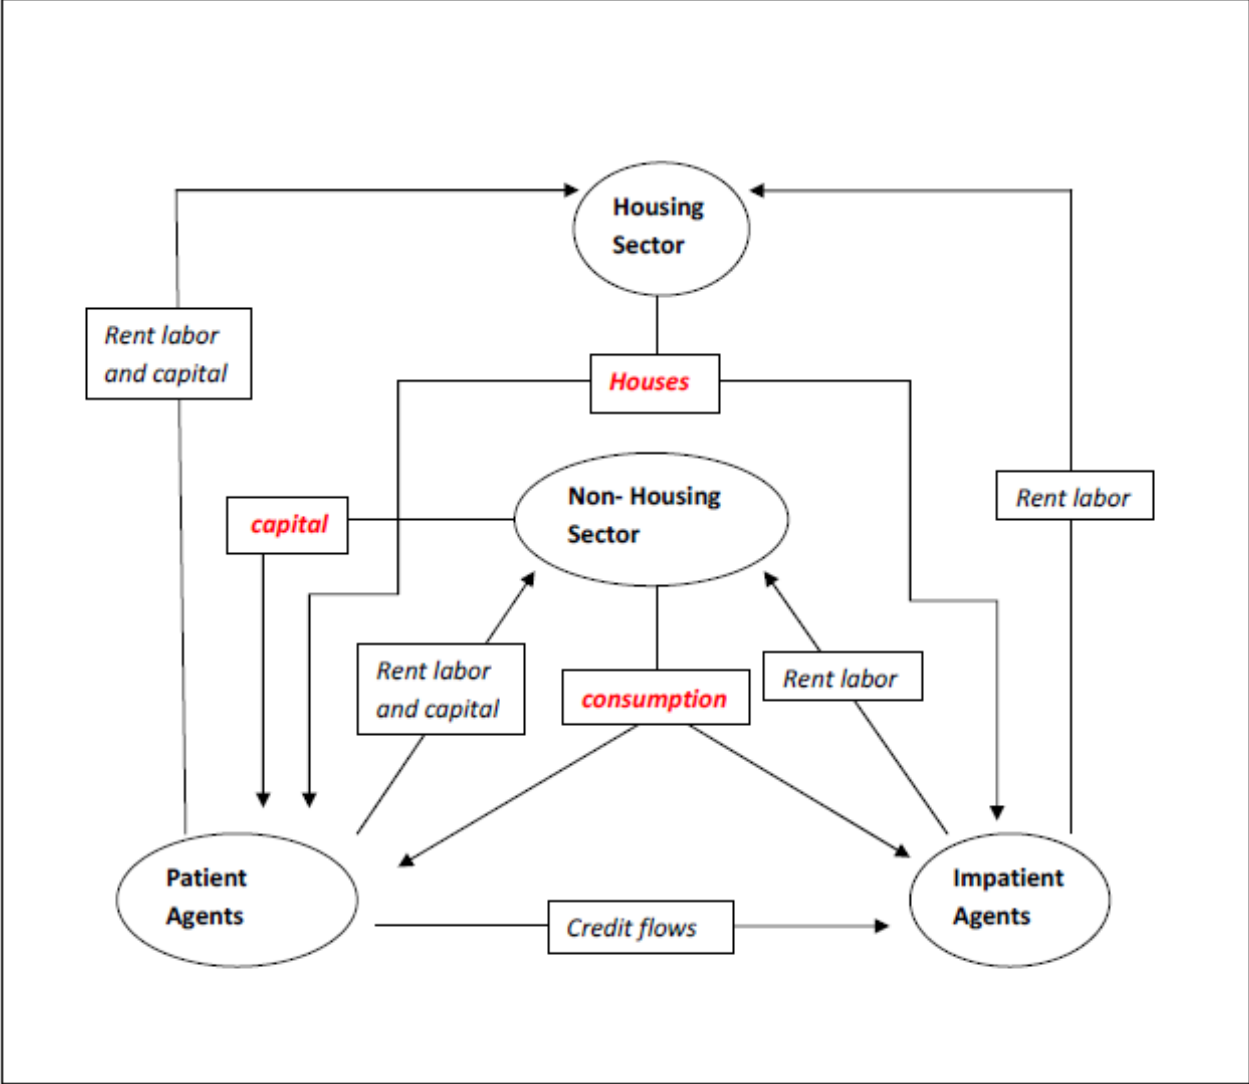 Housing
Sector
Rent labor
and capital
Houses
Non- Housing
Sector
Rent labor
capital
Rent labor
and capital
Rent labor
consumption
Patient
Agents
Impatient
Agents
Credit flows